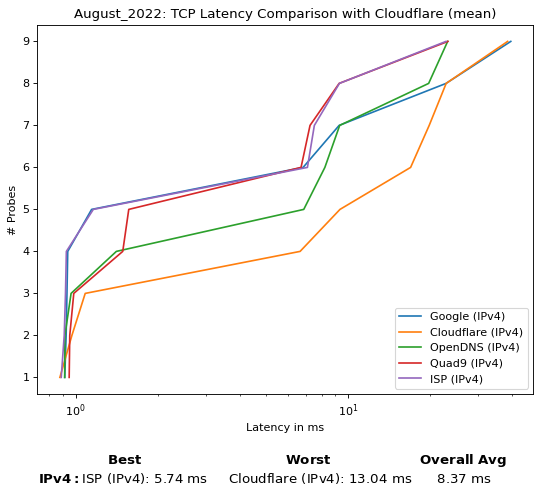 August_2022: TCP Latency Comparison with Cloudflare (mean)
# Probes
9
8
7
6
5
4
3
2
1
10⁰
10¹
Latency in ms
Google (IPv4)
Cloudflare (IPv4)
OpenDNS (IPv4)
Quad9 (IPv4)
ISP (IPv4)
Best Worst Overall Avg
IPv4: ISP (IPv4): 5.74 ms Cloudflare (IPv4): 13.04 ms 8.37 ms